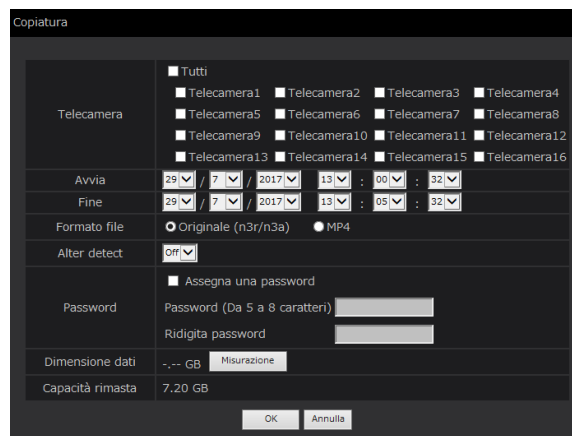 Copiatura
Tutti
Telecamera
Telecamera1 Telecamera2 Telecamera3 Telecamera4
Telecamera5 Telecamera6 Telecamera7 Telecamera8
Telecamera9 Telecamera10 Telecamera11 Telecamera12
Telecamera13 Telecamera14 Telecamera15 Telecamera16
Avvia 29 / 7 / 2017 13 : 00 : 32
Fine 29 / 7 / 2017 13 : 05 : 32
Formato file Originale (n3r/n3a) MP4
Alter detect Off
Password
Assegna una password
Password (Da 5 a 8 caratteri)
Ridigita password
Dimensione dati -.-- GB Misurazione
Capacità rimasta 7.20 GB
OK Annulla